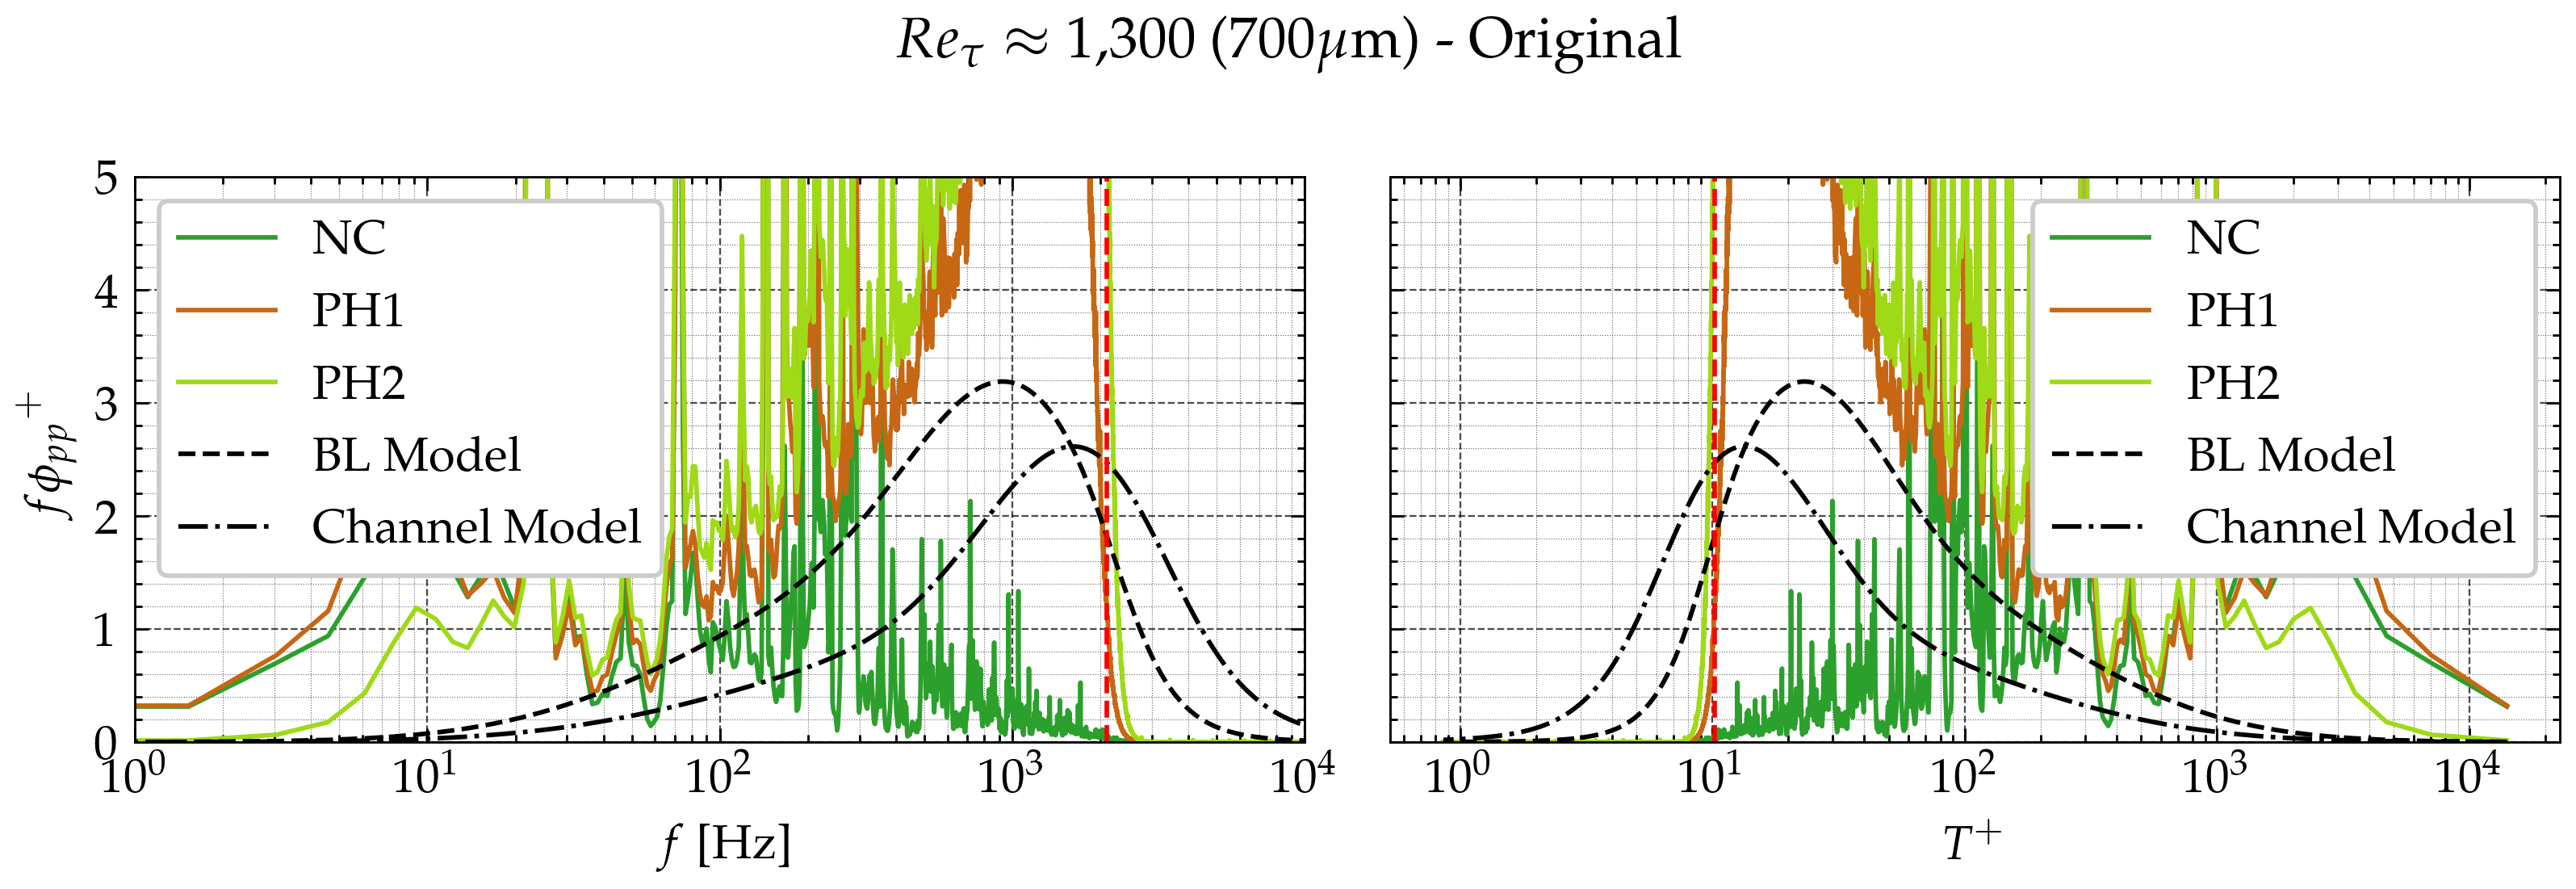 Re_τ ≈ 1,300 (700μm) - Original
5
4
3
2
1
0
f ϕ_pp^+
NC
PH1
PH2
BL Model
Channel Model
10^0
10^1
10^2
10^3
10^4
f [Hz]
NC
PH1
PH2
BL Model
Channel Model
10^0
10^1
10^2
10^3
10^4
T^+